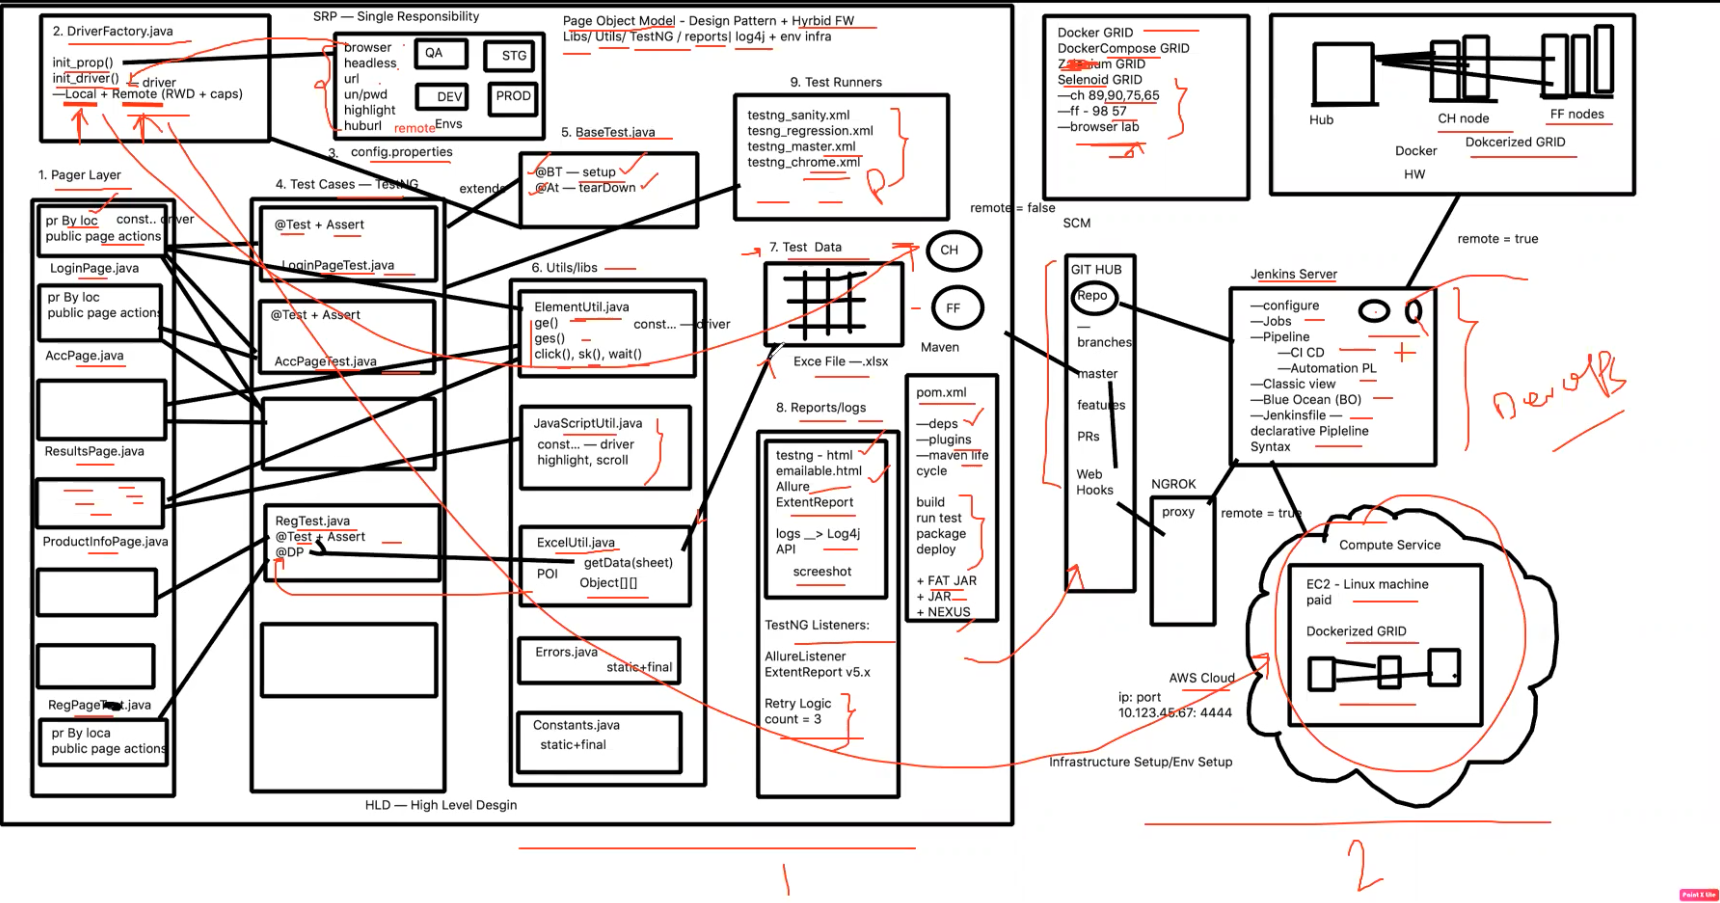 SRP — Single Responsibility
Page Object Model - Design Pattern + Hyrbid FW
Libs/ Utils/ TestNG / reports| log4j + env infra
2. DriverFactory.java
init_prop()
init_driver() — driver
—Local + Remote (RWD + caps)
browser
headless
url
un/pwd
highlight
huburl
remote
QA
STG
DEV
PROD
Envs
3. config.properties
5. BaseTest.java
@BT — setup
@At — tearDown
extends
9. Test Runners
testng_sanity.xml
tesng_regression.xml
testng_master.xml
testng_chrome.xml
P
1. Pager Layer
pr By loc
public page actions
const.. driver
LoginPage.java
pr By loc
public page actions
AccPage.java
ResultsPage.java
ProductInfoPage.java
pr By loca
public page actions
4. Test Cases — TestNG
@Test + Assert
LoginPageTest.java
@Test + Assert
AccPageTest.java
RegTest.java
@Test + Assert
@DP
6. Utils/libs
ElementUtil.java
ge()
ges()
click(), sk(), wait()
const... — driver
JavaScriptUtil.java
const... — driver
highlight, scroll
ExcelUtil.java
POI
getData(sheet)
Object[][]
Errors.java
static+final
Constants.java
static+final
7. Test Data
Exce File —.xlsx
8. Reports/logs
testng - html
emailable.html
Allure
ExtentReport
logs __> Log4j
API
screeshot
TestNG Listeners:
AllureListener
ExtentReport v5.x
Retry Logic
count = 3
CH
FF
remote = false
Maven
pom.xml
—deps
—plugins
—maven life
cycle
build
run test
package
deploy
+ FAT JAR
+ JAR
+ NEXUS
HLD — High Level Desgin
1
Docker GRID
DockerCompose GRID
Selenoid GRID
—ch 89,90,75,65
—ff - 98 57
—browser lab
Hub
CH node
FF nodes
Docker
Dokcerized GRID
HW
SCM
GIT HUB
Repo
—
branches
master
features
PRs
Web
Hooks
remote = true
Jenkins Server
—configure
—Jobs
—Pipeline
—CI CD
—Automation PL
—Classic view
—Blue Ocean (BO)
—Jenkinsfile —
declarative Pipleline
Syntax
+
NGROK
proxy
remote = true
Compute Service
EC2 - Linux machine
paid
Dockerized GRID
AWS Cloud
ip: port
10.123.45.67: 4444
Infrastructure Setup/Env Setup
2